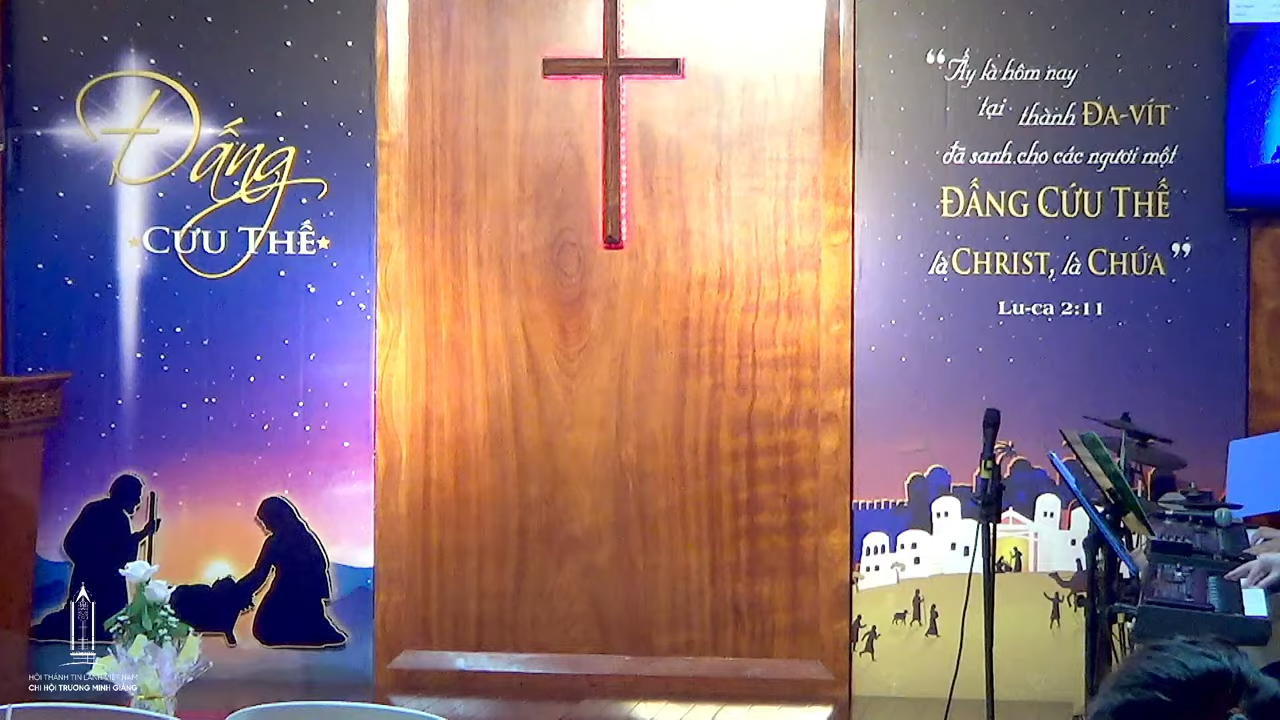 Đấng
CỨU THẾ
“Ấy là hôm nay
tại thành ĐA-VÍT
đã sanh cho các ngươi một
ĐẤNG CỨU THẾ
là CHRIST, là CHÚA”
Lu-ca 2:11
HỘI THÁNH TIN LÀNH VIỆT NAM
CHI HỘI TRƯƠNG MINH GIẢNG